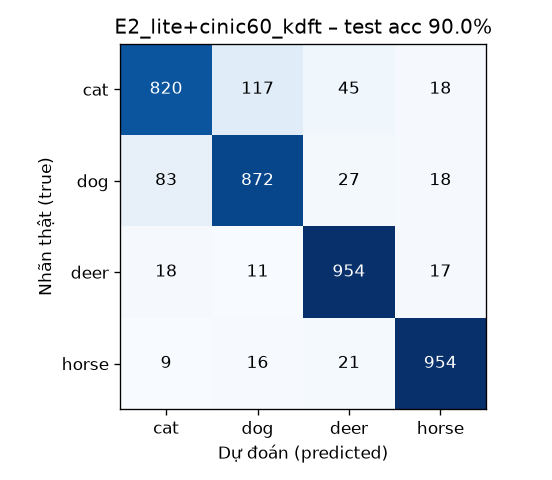 E2_lite+cinic60_kdft – test acc 90.0%
Nhãn thật (true)
cat 820 117 45 18
dog 83 872 27 18
deer 18 11 954 17
horse 9 16 21 954
cat dog deer horse
Dự đoán (predicted)